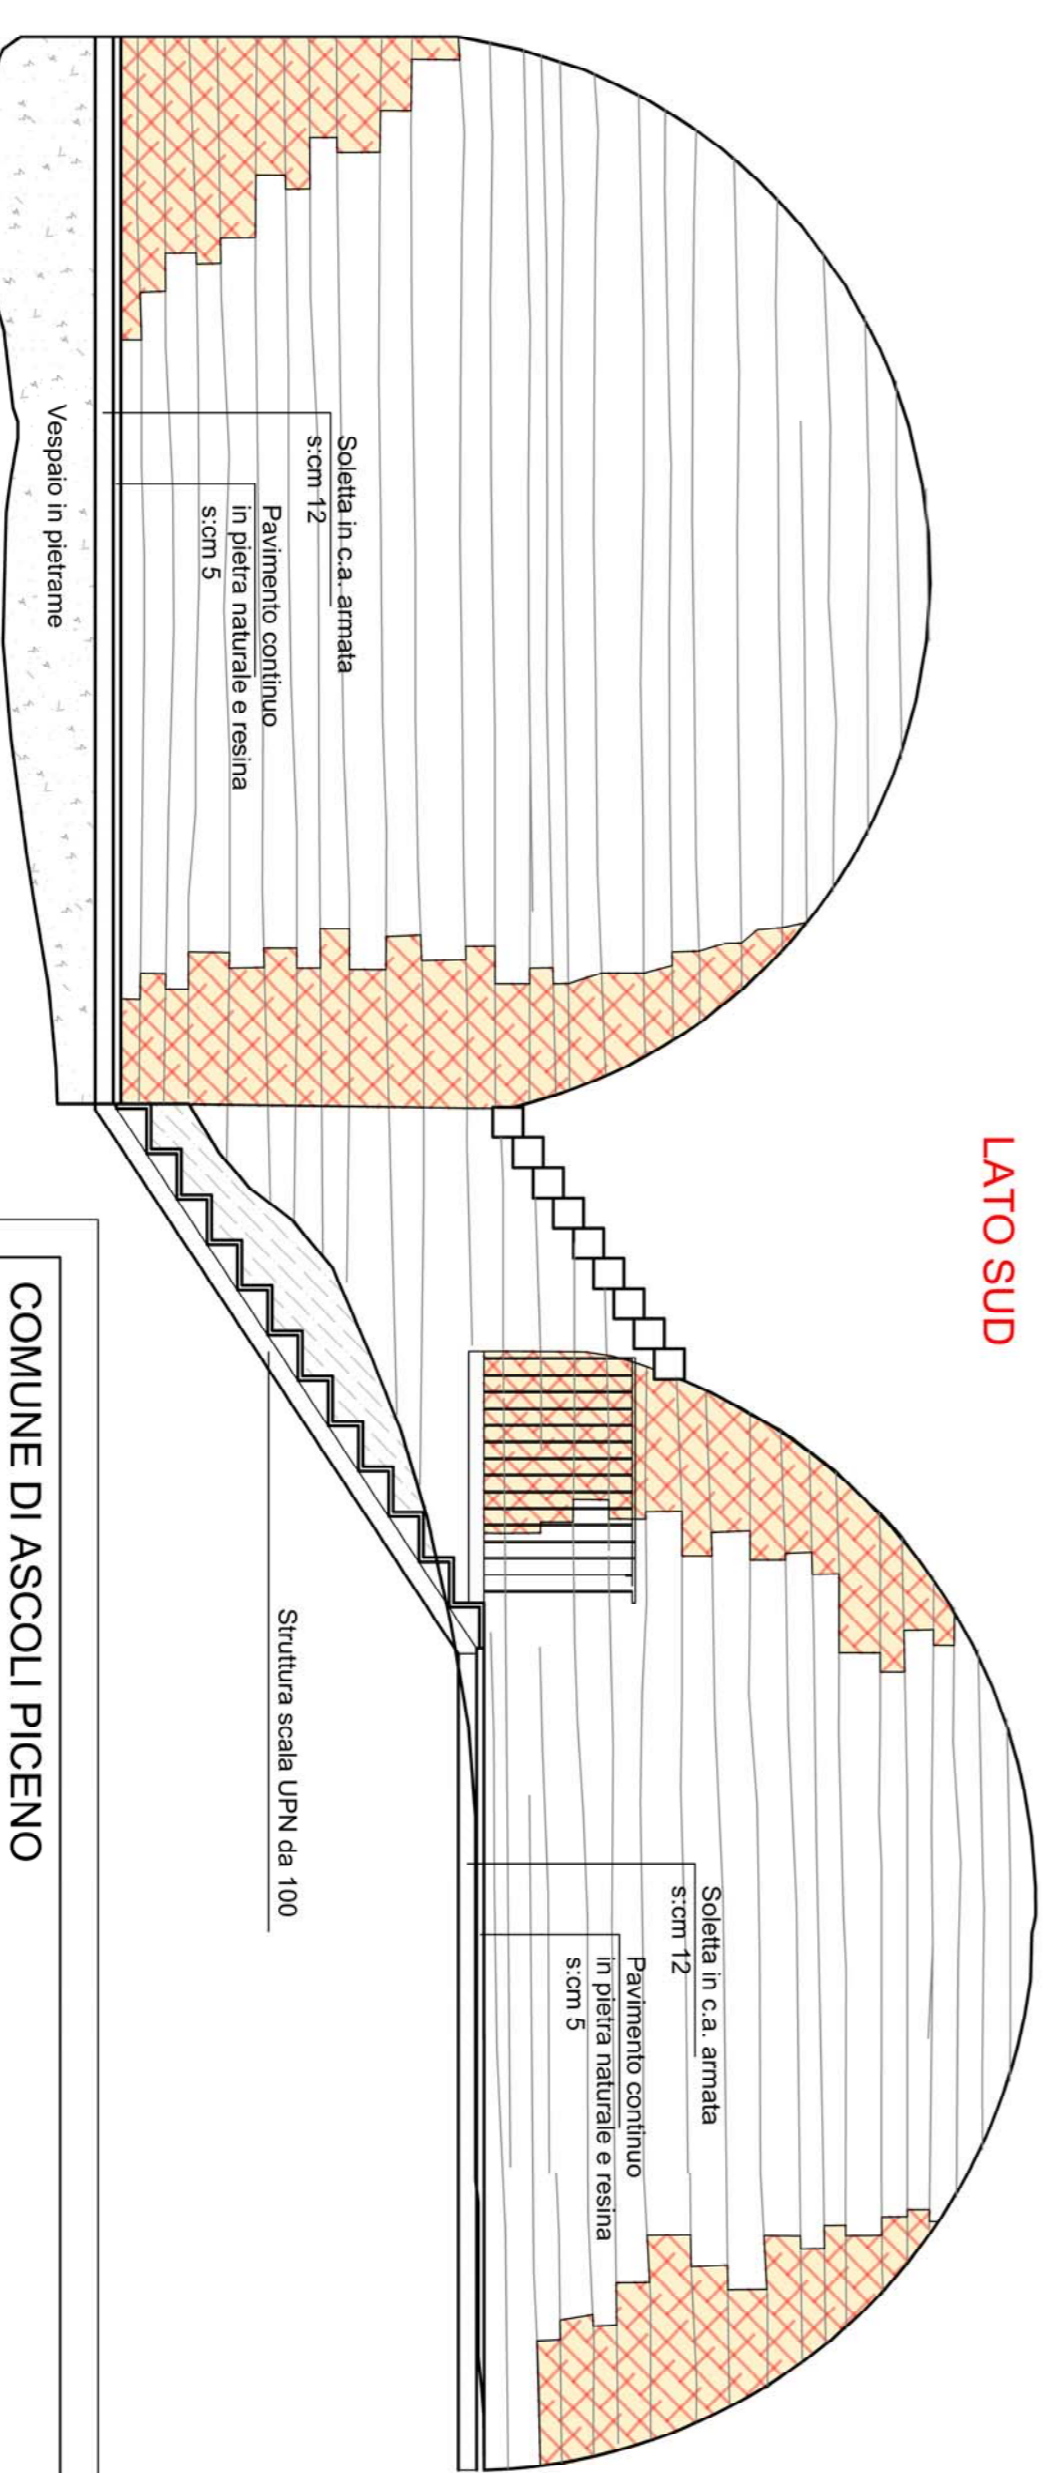 LATO SUD
Soletta in c.a. armata
s:cm 12
Pavimento continuo
in pietra naturale e resina
s:cm 5
Vespaio in pietrame
Soletta in c.a. armata
s:cm 12
Pavimento continuo
in pietra naturale e resina
s:cm 5
Struttura scala UPN da 100
COMUNE DI ASCOLI PICENO